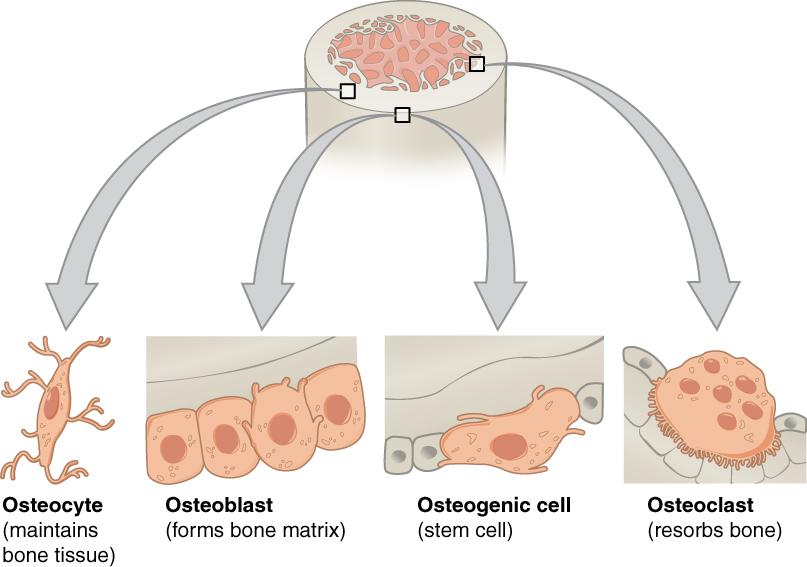 Osteocyte
(maintains
bone tissue)
Osteoblast
(forms bone matrix)
Osteogenic cell
(stem cell)
Osteoclast
(resorbs bone)